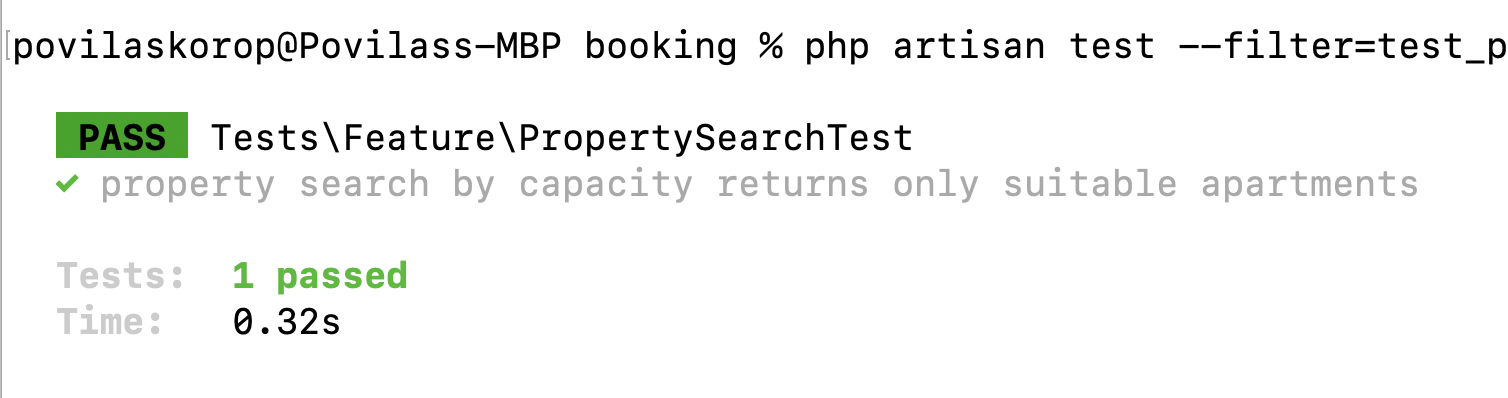 povilaskorop@Povilass-MBP booking % php artisan test --filter=test_p
PASS Tests\Feature\PropertySearchTest
✓ property search by capacity returns only suitable apartments
Tests: 1 passed
Time: 0.32s